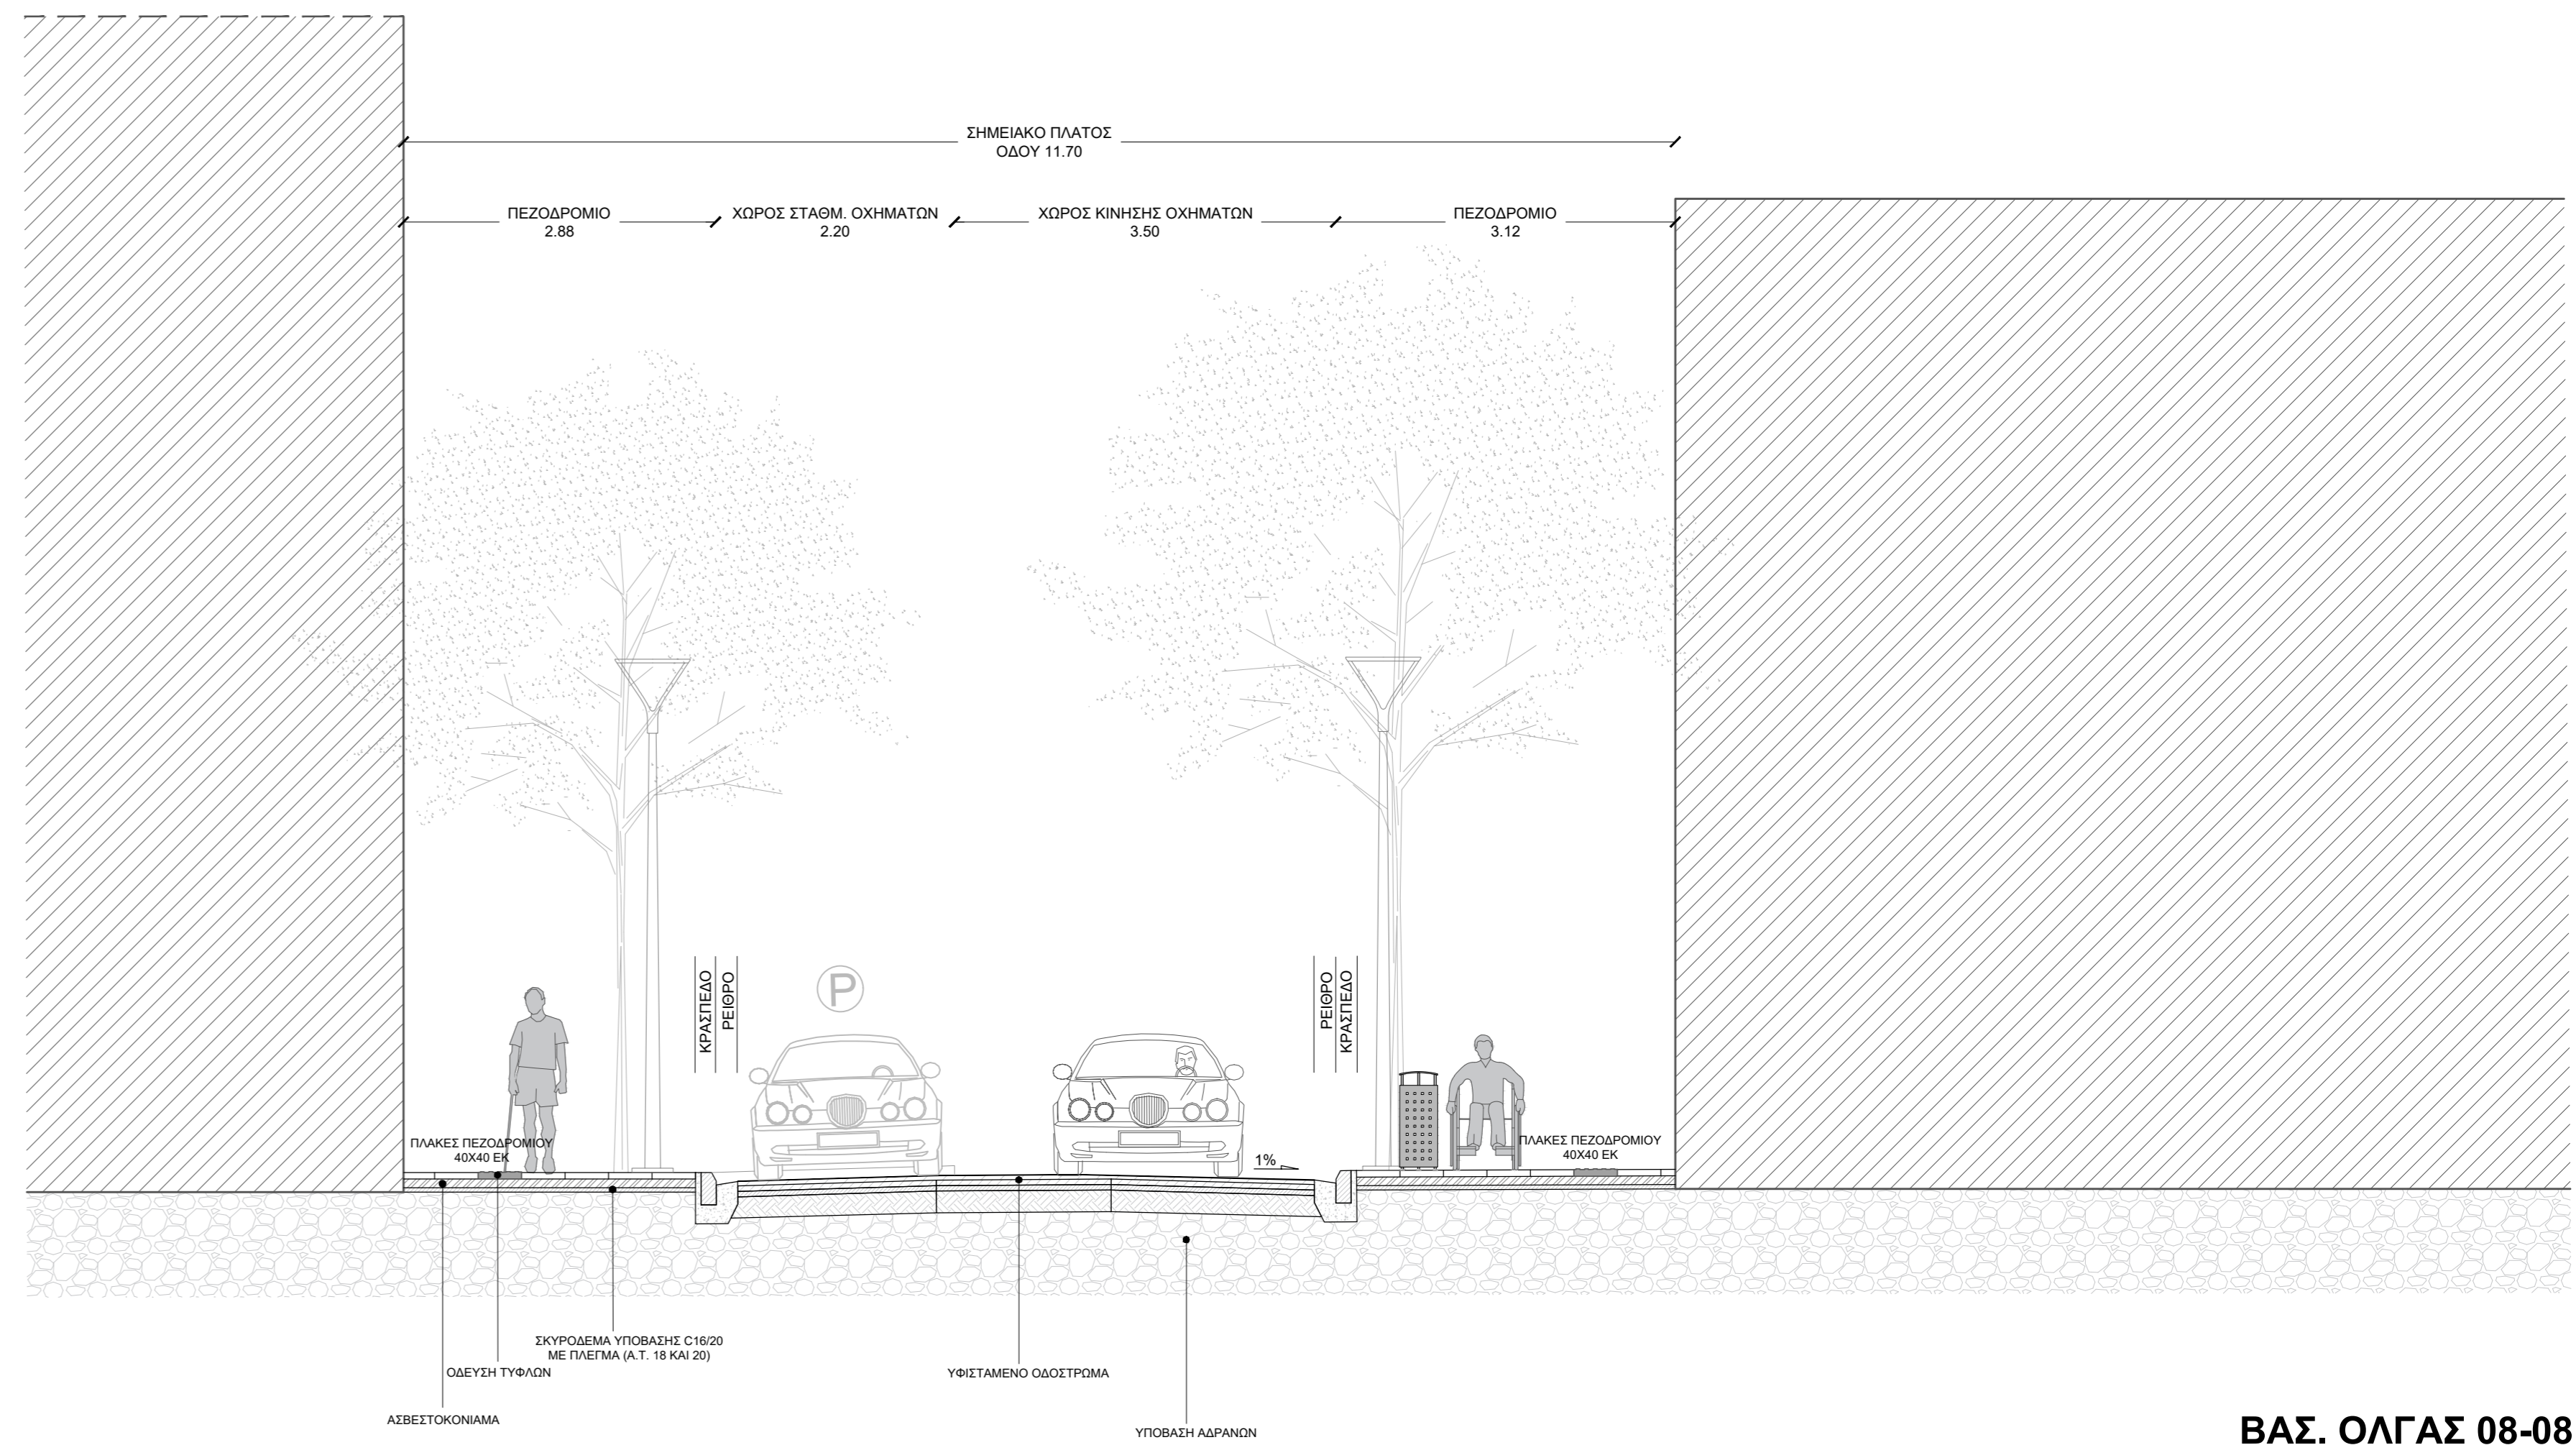 ΣΗΜΕΙΑΚΟ ΠΛΑΤΟΣ
ΟΔΟΥ 11.70
ΠΕΖΟΔΡΟΜΙΟ
2.88
ΧΩΡΟΣ ΣΤΑΘΜ. ΟΧΗΜΑΤΩΝ
2.20
ΧΩΡΟΣ ΚΙΝΗΣΗΣ ΟΧΗΜΑΤΩΝ
3.50
ΠΕΖΟΔΡΟΜΙΟ
3.12
ΚΡΑΣΠΕΔΟ
ΡΕΙΘΡΟ
P
ΡΕΙΘΡΟ
ΚΡΑΣΠΕΔΟ
ΠΛΑΚΕΣ ΠΕΖΟΔΡΟΜΙΟΥ
40X40 ΕΚ
1%
ΠΛΑΚΕΣ ΠΕΖΟΔΡΟΜΙΟΥ
40X40 ΕΚ
ΣΚΥΡΟΔΕΜΑ ΥΠΟΒΑΣΗΣ C16/20
ΜΕ ΠΛΕΓΜΑ (Α.Τ. 18 ΚΑΙ 20)
ΟΔΕΥΣΗ ΤΥΦΛΩΝ
ΥΦΙΣΤΑΜΕΝΟ ΟΔΟΣΤΡΩΜΑ
ΑΣΒΕΣΤΟΚΟΝΙΑΜΑ
ΥΠΟΒΑΣΗ ΑΔΡΑΝΩΝ
ΒΑΣ. ΟΛΓΑΣ 08-08